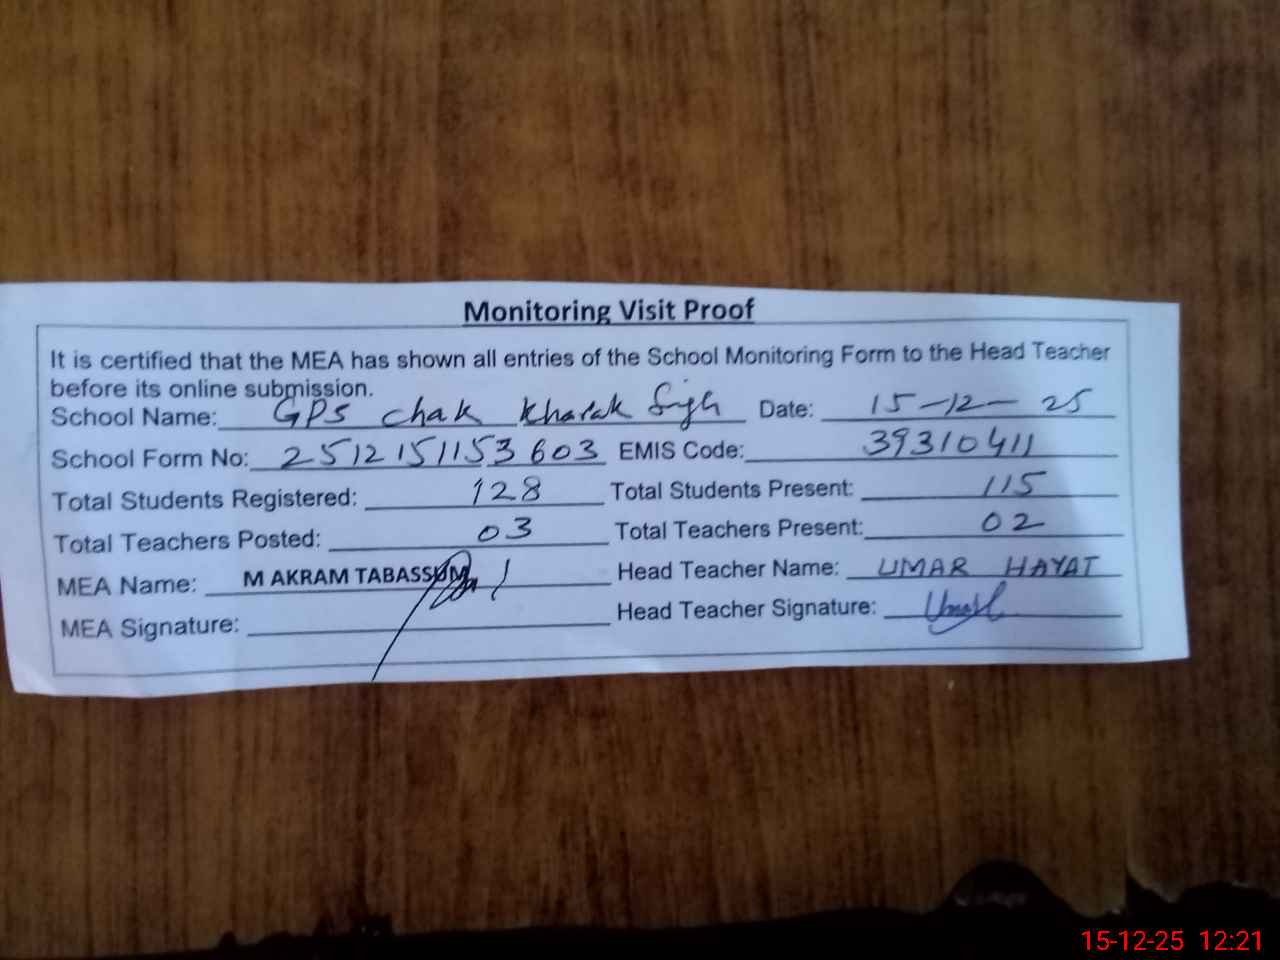 Monitoring Visit Proof
It is certified that the MEA has shown all entries of the School Monitoring Form to the Head Teacher
before its online submission.
School Name: GPS Chak Kharak Singh Date: 15-12-25
School Form No: 2512151153603 EMIS Code: 39310411
Total Students Registered: 128 Total Students Present: 115
Total Teachers Posted: 03 Total Teachers Present: 02
MEA Name: M AKRAM TABASSUM Head Teacher Name: UMAR HAYAT
MEA Signature: Head Teacher Signature:
15-12-25 12:21